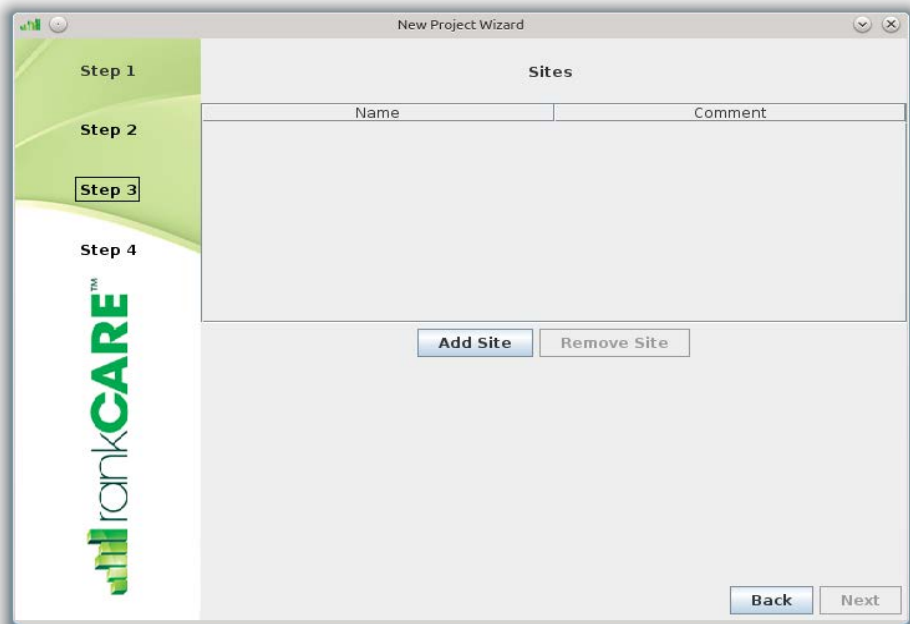 New Project Wizard
Step 1
Step 2
Step 3
Step 4
rankCARE™
Sites
Name Comment
Add Site Remove Site
Back Next